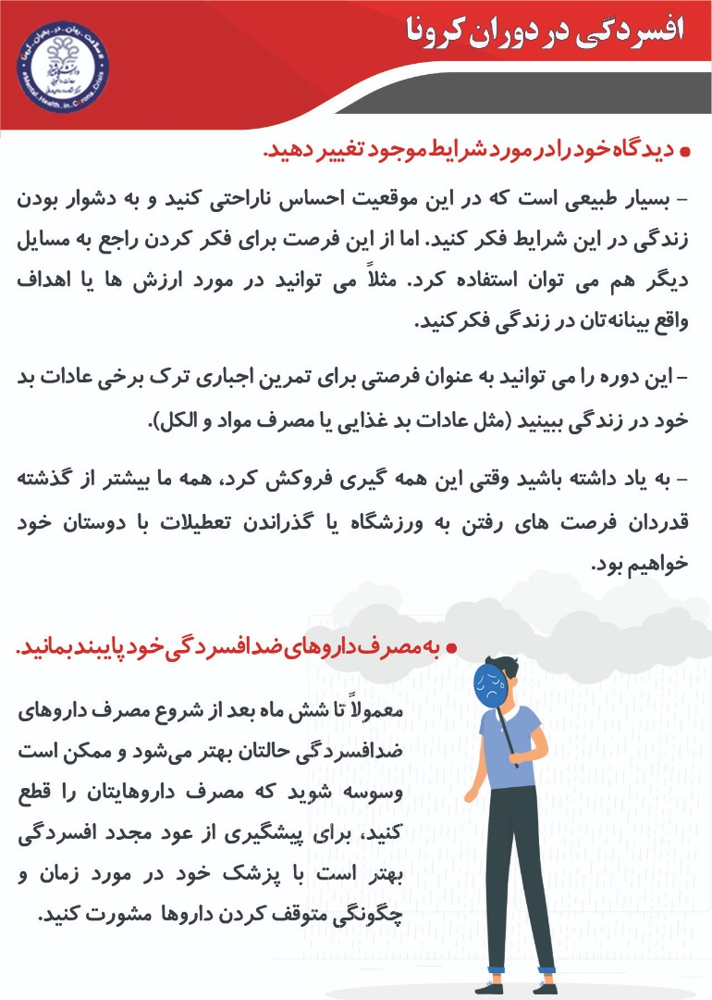 افسردگی در دوران کرونا
#سلامت_روان_در_بحران_کرونا
#Mental_Health_in_Corona_Crisis
● دیدگاه خود را در مورد شرایط موجود تغییر دهید.
– بسیار طبیعی است که در این موقعیت احساس ناراحتی کنید و به دشوار بودن
زندگی در این شرایط فکر کنید. اما از این فرصت برای فکر کردن راجع به مسایل
دیگر هم می توان استفاده کرد. مثلاً می توانید در مورد ارزش ها یا اهداف
واقع بینانه‌تان در زندگی فکر کنید.
– این دوره را می توانید به عنوان فرصتی برای تمرین اجباری ترک برخی عادات بد
خود در زندگی ببینید (مثل عادات بد غذایی یا مصرف مواد و الکل).
– به یاد داشته باشید وقتی این همه گیری فروکش کرد، همه ما بیشتر از گذشته
قدردان فرصت های رفتن به ورزشگاه یا گذراندن تعطیلات با دوستان خود
خواهیم بود.
● به مصرف داروهای ضدافسردگی خود پایبند بمانید.
معمولاً تا شش ماه بعد از شروع مصرف داروهای
ضدافسردگی حالتان بهتر می‌شود و ممکن است
وسوسه شوید که مصرف داروهایتان را قطع
کنید، برای پیشگیری از عود مجدد افسردگی
بهتر است با پزشک خود در مورد زمان و
چگونگی متوقف کردن داروها مشورت کنید.